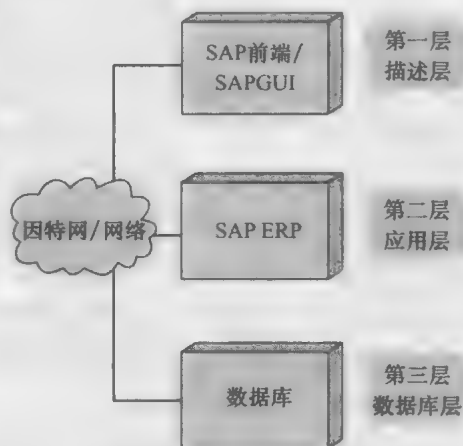 SAP前端/
SAPGUI
第一层
描述层
因特网/网络
SAP ERP
第二层
应用层
数据库
第三层
数据库层